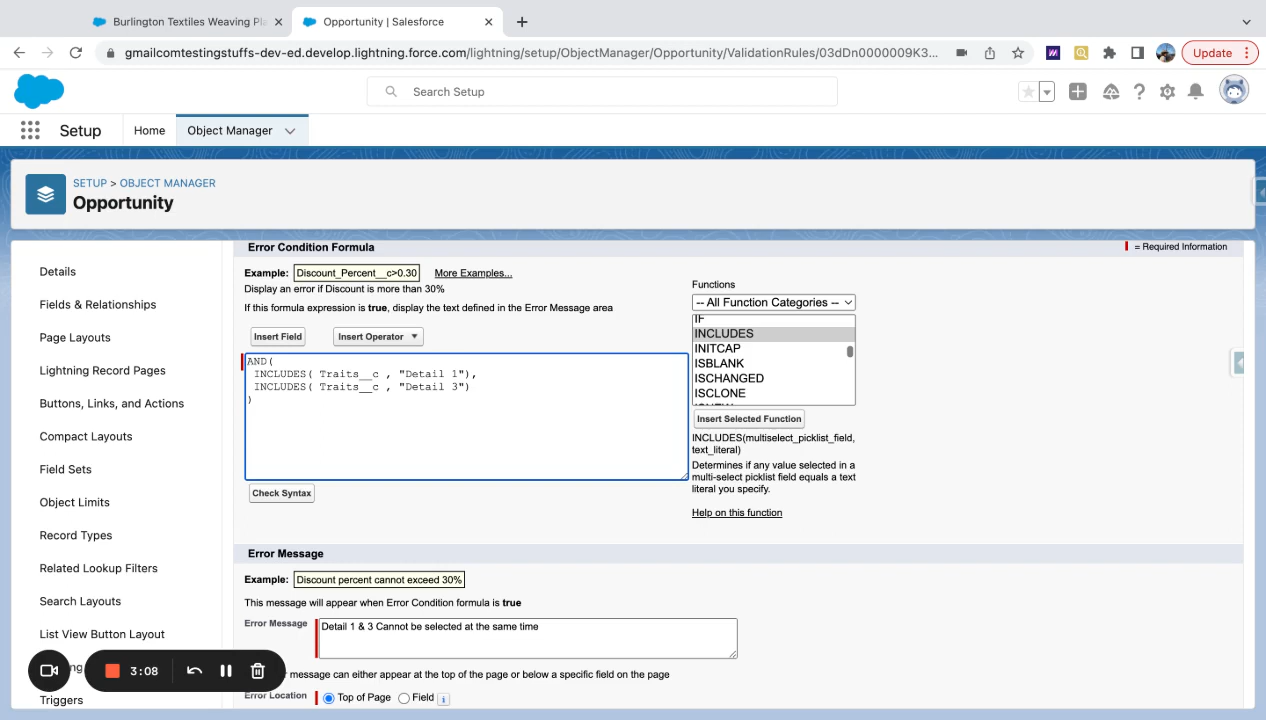 Burlington Textiles Weaving Pla
Opportunity | Salesforce
gmailcomtestingstuffs-dev-ed.develop.lightning.force.com/lightning/setup/ObjectManager/Opportunity/ValidationRules/03dDn0000009K3...
Update
Search Setup
Setup
Home
Object Manager
SETUP > OBJECT MANAGER
Opportunity
Details
Fields & Relationships
Page Layouts
Lightning Record Pages
Buttons, Links, and Actions
Compact Layouts
Field Sets
Object Limits
Record Types
Related Lookup Filters
Search Layouts
List View Button Layout
ng
Triggers
3:08
Error Condition Formula
= Required Information
Example: Discount_Percent__c>0.30 More Examples...
Display an error if Discount is more than 30%
If this formula expression is true, display the text defined in the Error Message area
Insert Field
Insert Operator
AND(
INCLUDES( Traits__c , "Detail 1"),
INCLUDES( Traits__c , "Detail 3")
)
Check Syntax
Functions
-- All Function Categories --
IF
INCLUDES
INITCAP
ISBLANK
ISCHANGED
ISCLONE
Insert Selected Function
INCLUDES(multiselect_picklist_field,
text_literal)
Determines if any value selected in a
multi-select picklist field equals a text
literal you specify.
Help on this function
Error Message
Example: Discount percent cannot exceed 30%
This message will appear when Error Condition formula is true
Error Message
Detail 1 & 3 Cannot be selected at the same time
message can either appear at the top of the page or below a specific field on the page
Error Location
Top of Page
Field
i